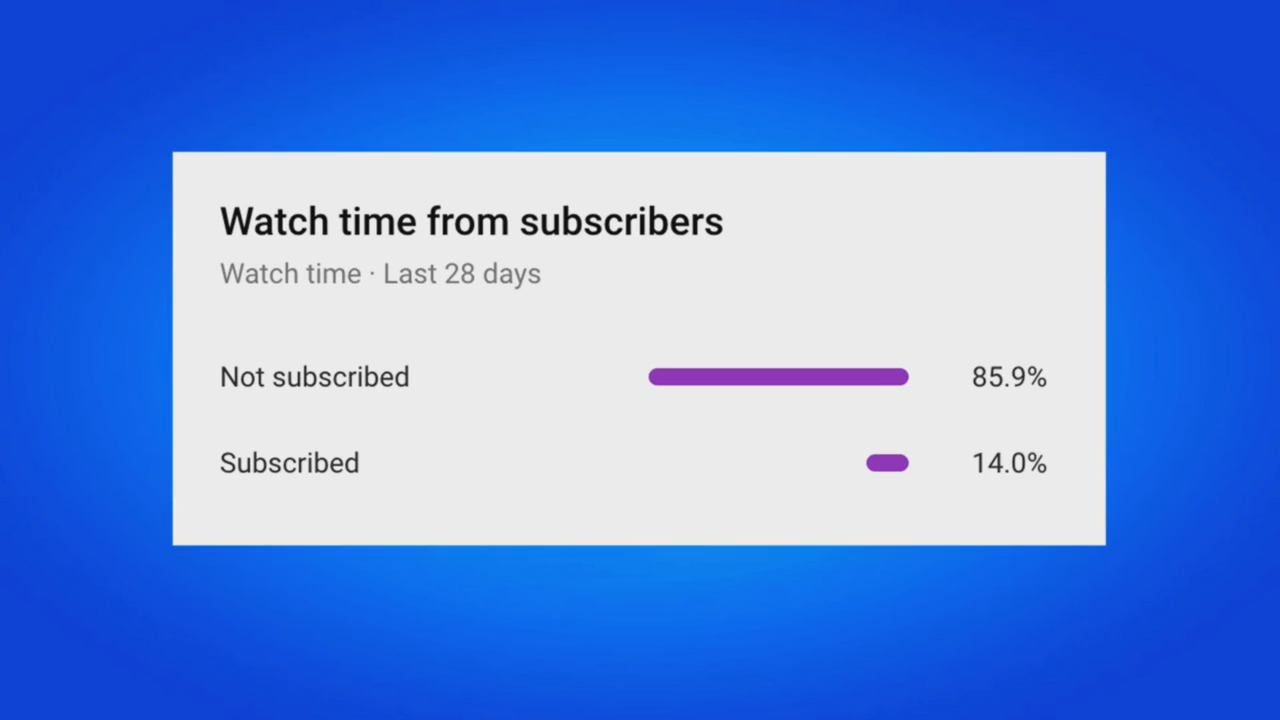 Watch time from subscribers
Watch time · Last 28 days
Not subscribed 85.9%
Subscribed 14.0%